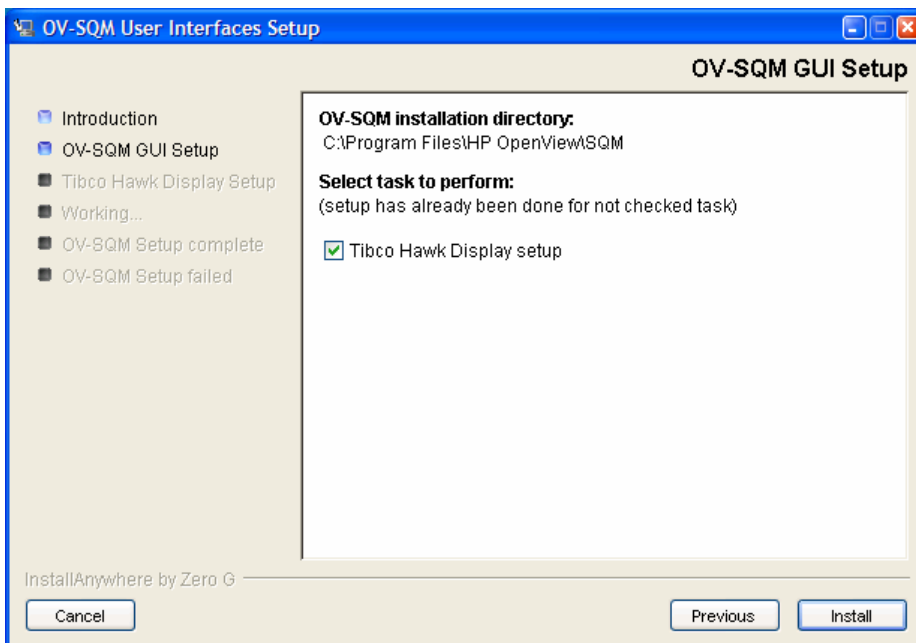 OV-SQM User Interfaces Setup
OV-SQM GUI Setup
Introduction
OV-SQM GUI Setup
Tibco Hawk Display Setup
Working...
OV-SQM Setup complete
OV-SQM Setup failed
OV-SQM installation directory:
C:\Program Files\HP OpenView\SQM
Select task to perform:
(setup has already been done for not checked task)
Tibco Hawk Display setup
InstallAnywhere by Zero G
Cancel
Previous
Install